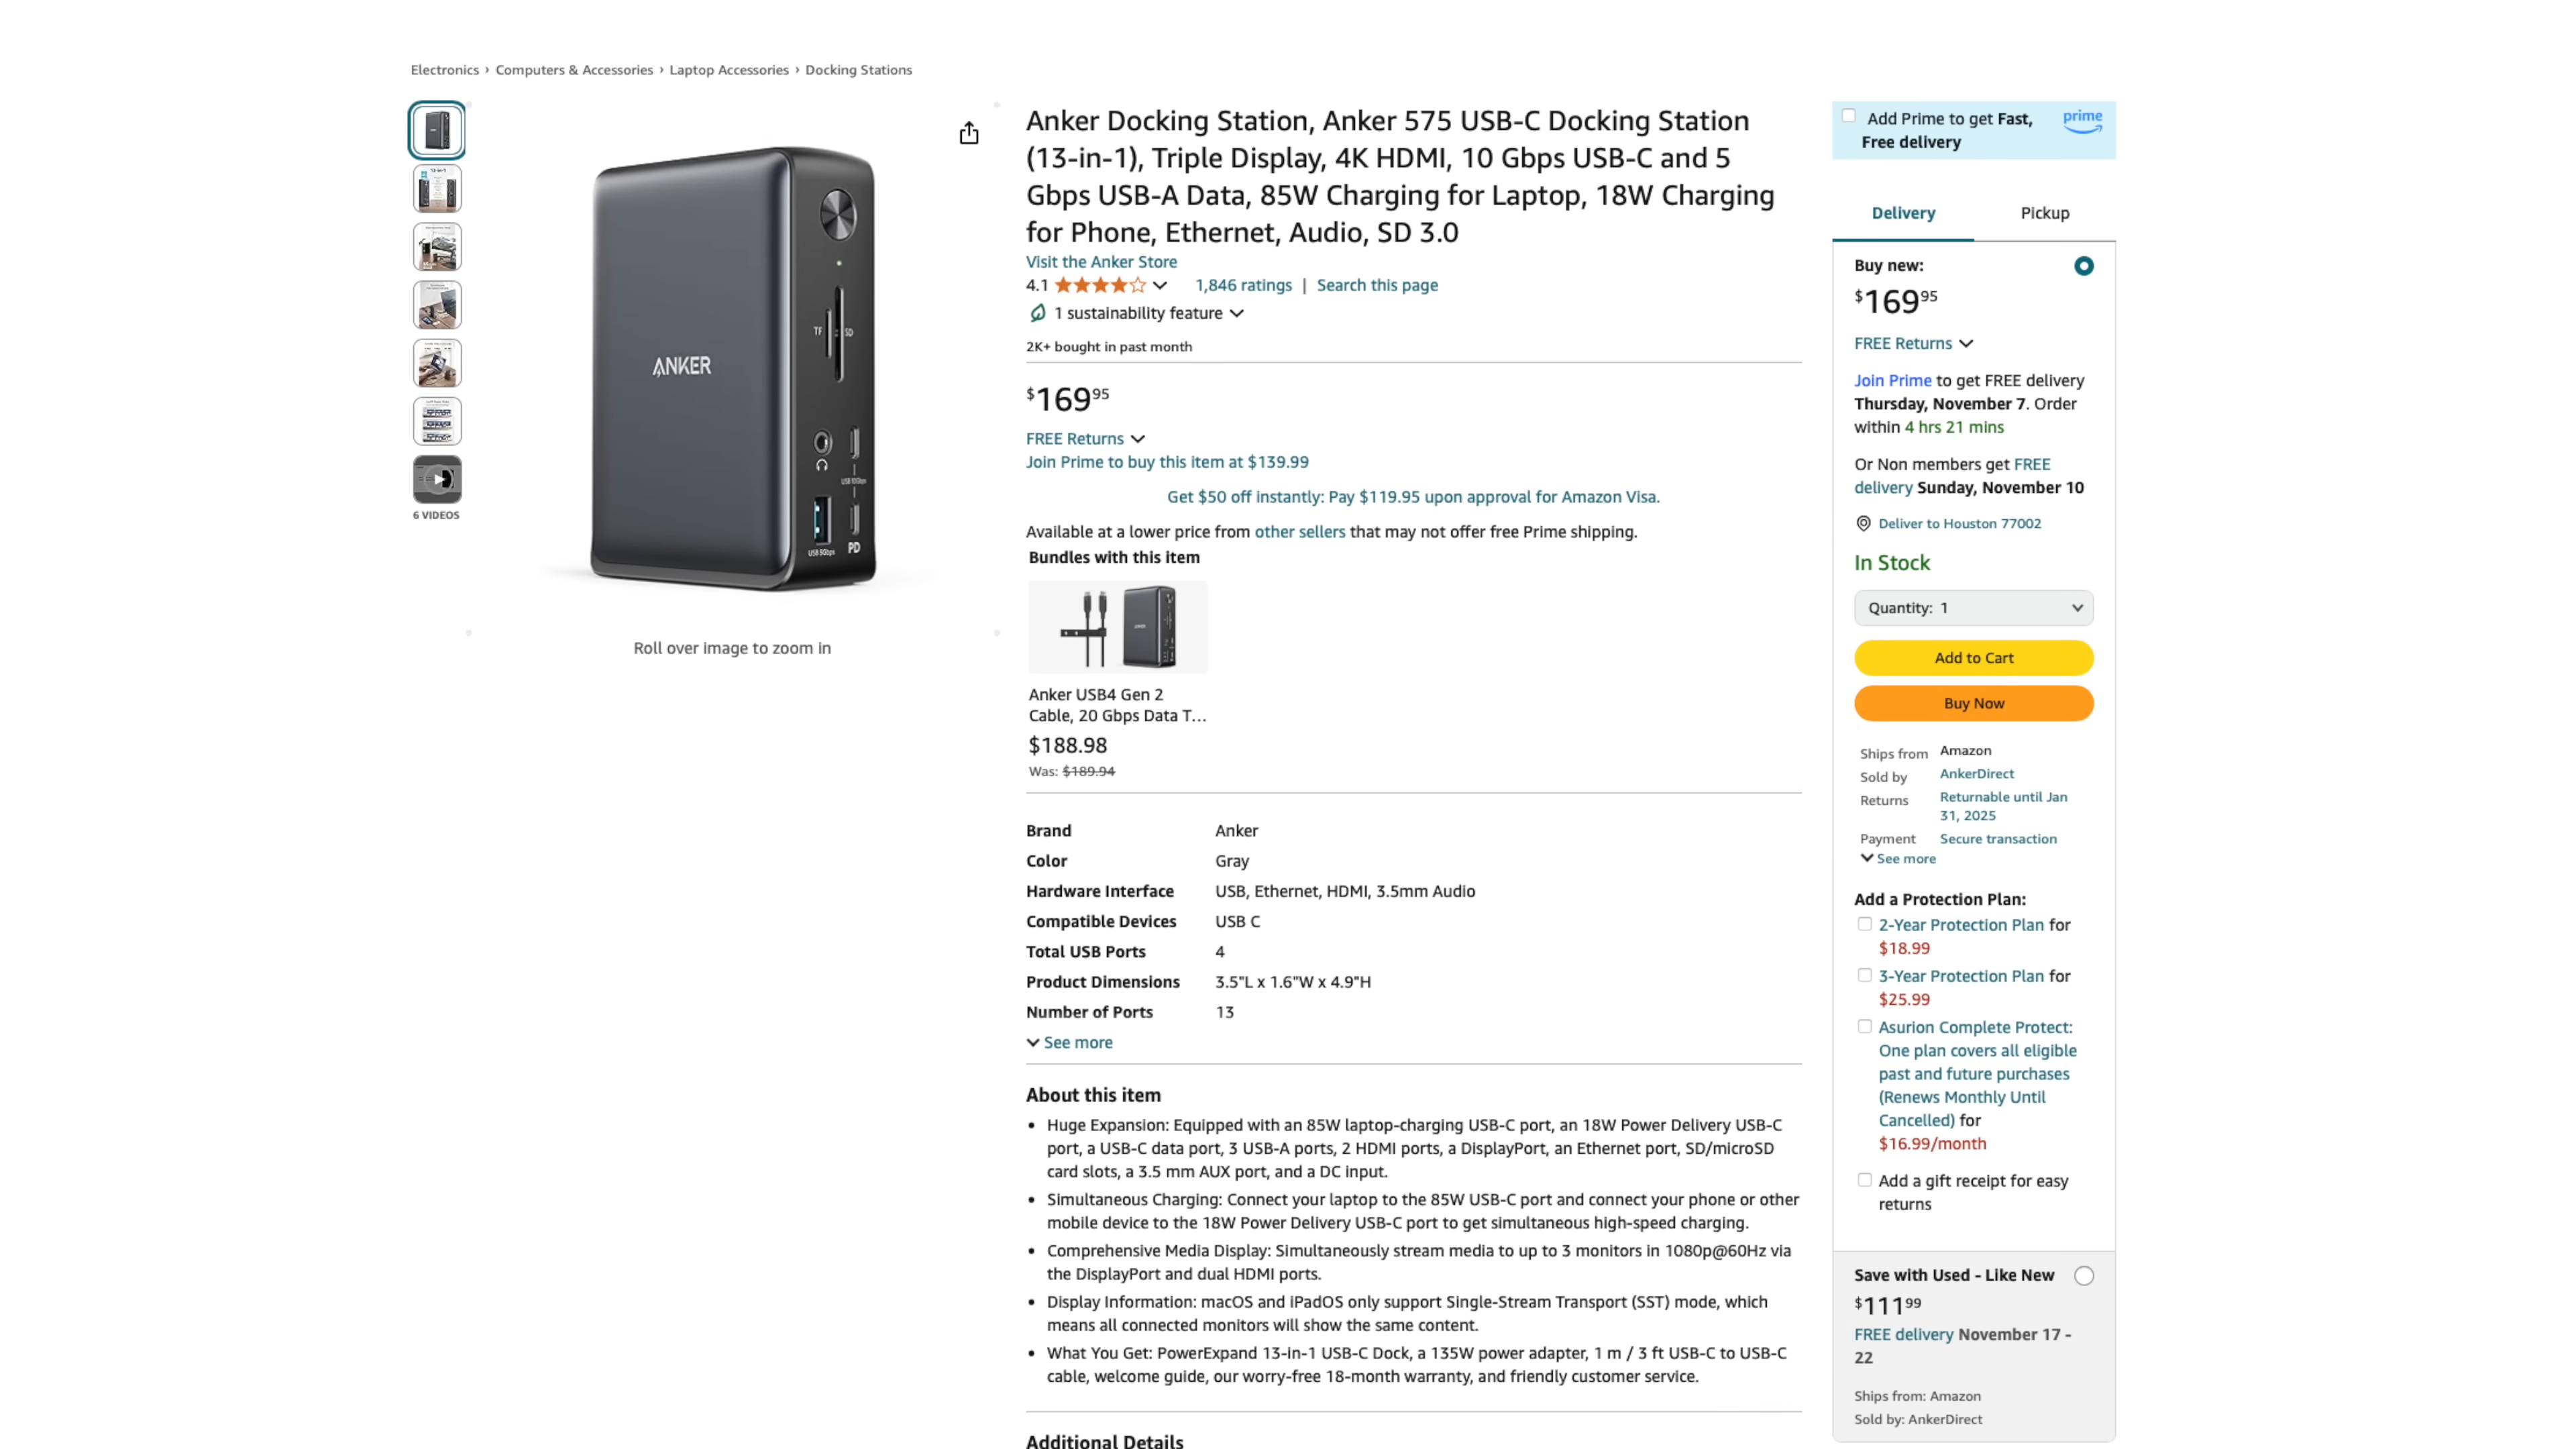 Electronics › Computers & Accessories › Laptop Accessories › Docking Stations
ANKER
TF
SD
USB 10Gbps
USB 5Gbps
PD
6 VIDEOS
Roll over image to zoom in
Anker Docking Station, Anker 575 USB-C Docking Station
(13-in-1), Triple Display, 4K HDMI, 10 Gbps USB-C and 5
Gbps USB-A Data, 85W Charging for Laptop, 18W Charging
for Phone, Ethernet, Audio, SD 3.0
Visit the Anker Store
4.1 1,846 ratings | Search this page
1 sustainability feature
2K+ bought in past month
$169 95
FREE Returns
Join Prime to buy this item at $139.99
Get $50 off instantly: Pay $119.95 upon approval for Amazon Visa.
Available at a lower price from other sellers that may not offer free Prime shipping.
Bundles with this item
Anker USB4 Gen 2
Cable, 20 Gbps Data T...
$188.98
Was: $189.94
Brand Anker
Color Gray
Hardware Interface USB, Ethernet, HDMI, 3.5mm Audio
Compatible Devices USB C
Total USB Ports 4
Product Dimensions 3.5"L x 1.6"W x 4.9"H
Number of Ports 13
See more
About this item
• Huge Expansion: Equipped with an 85W laptop-charging USB-C port, an 18W Power Delivery USB-C
port, a USB-C data port, 3 USB-A ports, 2 HDMI ports, a DisplayPort, an Ethernet port, SD/microSD
card slots, a 3.5 mm AUX port, and a DC input.
• Simultaneous Charging: Connect your laptop to the 85W USB-C port and connect your phone or other
mobile device to the 18W Power Delivery USB-C port to get simultaneous high-speed charging.
• Comprehensive Media Display: Simultaneously stream media to up to 3 monitors in 1080p@60Hz via
the DisplayPort and dual HDMI ports.
• Display Information: macOS and iPadOS only support Single-Stream Transport (SST) mode, which
means all connected monitors will show the same content.
• What You Get: PowerExpand 13-in-1 USB-C Dock, a 135W power adapter, 1 m / 3 ft USB-C to USB-C
cable, welcome guide, our worry-free 18-month warranty, and friendly customer service.
Additional Details
Add Prime to get Fast,
Free delivery
prime
Delivery Pickup
Buy new:
$169 95
FREE Returns
Join Prime to get FREE delivery
Thursday, November 7. Order
within 4 hrs 21 mins
Or Non members get FREE
delivery Sunday, November 10
Deliver to Houston 77002
In Stock
Quantity: 1
Add to Cart
Buy Now
Ships from Amazon
Sold by AnkerDirect
Returns Returnable until Jan
31, 2025
Payment Secure transaction
See more
Add a Protection Plan:
2-Year Protection Plan for
$18.99
3-Year Protection Plan for
$25.99
Asurion Complete Protect:
One plan covers all eligible
past and future purchases
(Renews Monthly Until
Cancelled) for
$16.99/month
Add a gift receipt for easy
returns
Save with Used - Like New
$111 99
FREE delivery November 17 -
22
Ships from: Amazon
Sold by: AnkerDirect